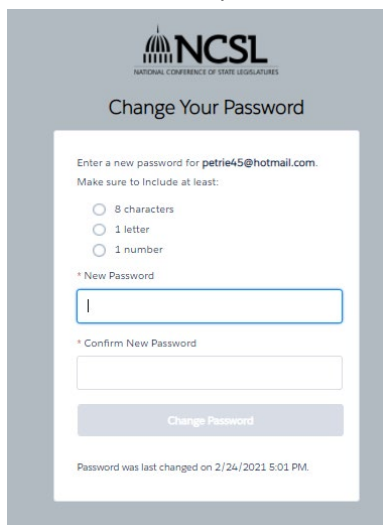 NCSL
NATIONAL CONFERENCE OF STATE LEGISLATURES
Change Your Password
Enter a new password for petrie45@hotmail.com.
Make sure to Include at least:
8 characters
1 letter
1 number
* New Password
* Confirm New Password
Change Password
Password was last changed on 2/24/2021 5:01 PM.